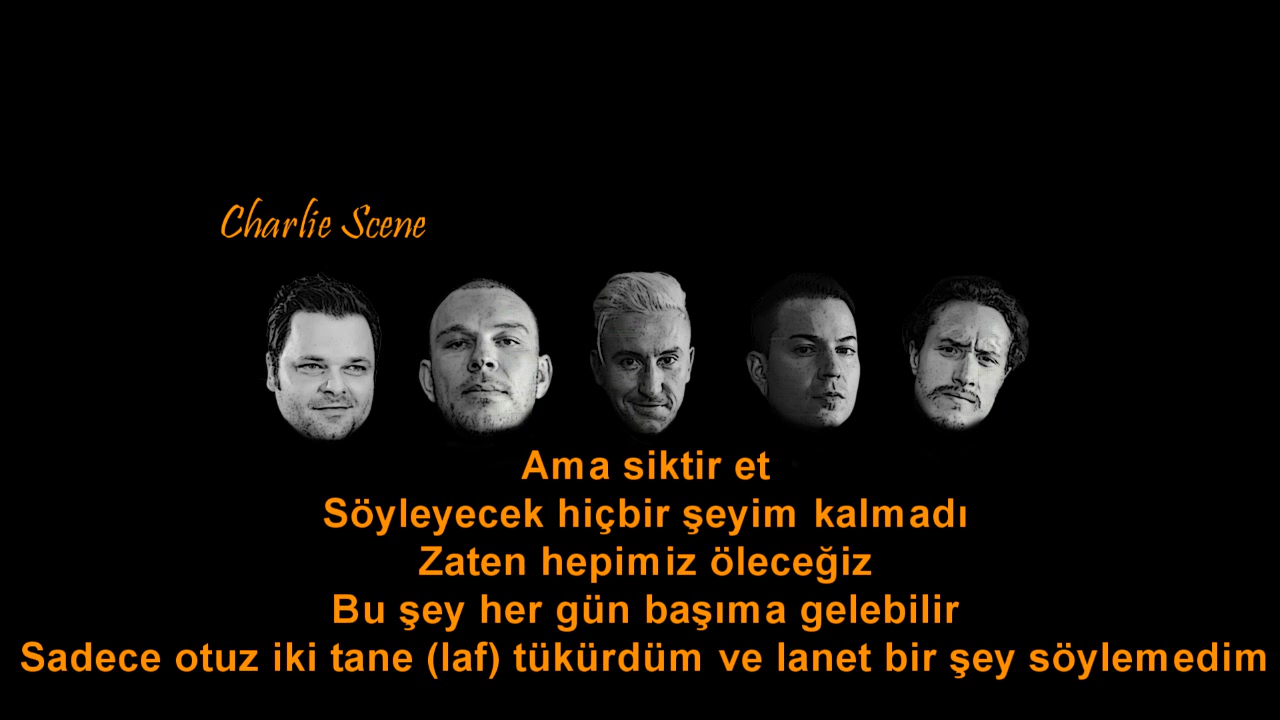 Charlie Scene
Ama siktir et
Söyleyecek hiçbir şeyim kalmadı
Zaten hepimiz öleceğiz
Bu şey her gün başıma gelebilir
Sadece otuz iki tane (laf) tükürdüm ve lanet bir şey söylemedim